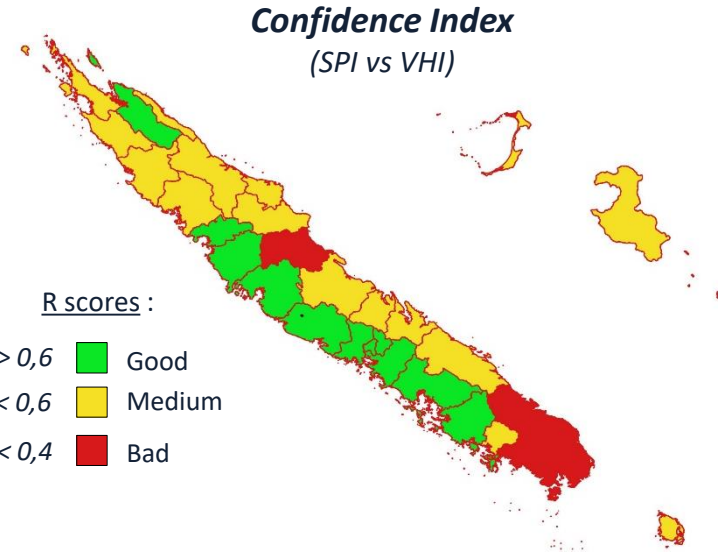 Confidence Index
(SPI vs VHI)
R scores :
> 0,6 Good
< 0,6 Medium
< 0,4 Bad